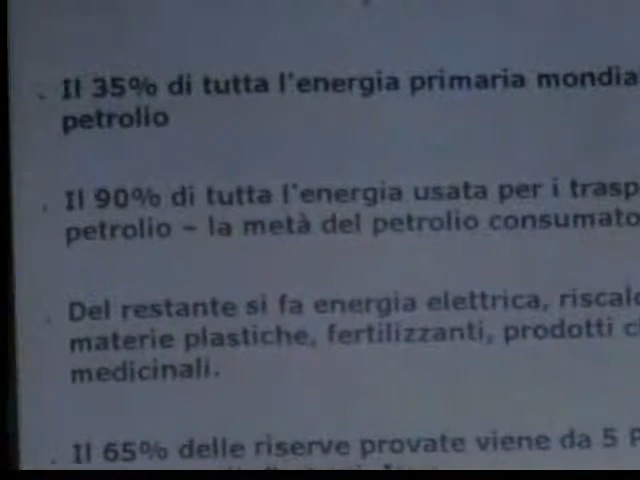 Il 35% di tutta l'energia primaria mondia
petrolio
Il 90% di tutta l'energia usata per i trasp
petrolio – la metà del petrolio consumato
Del restante si fa energia elettrica, riscald
materie plastiche, fertilizzanti, prodotti c
medicinali.
Il 65% delle riserve provate viene da 5 P